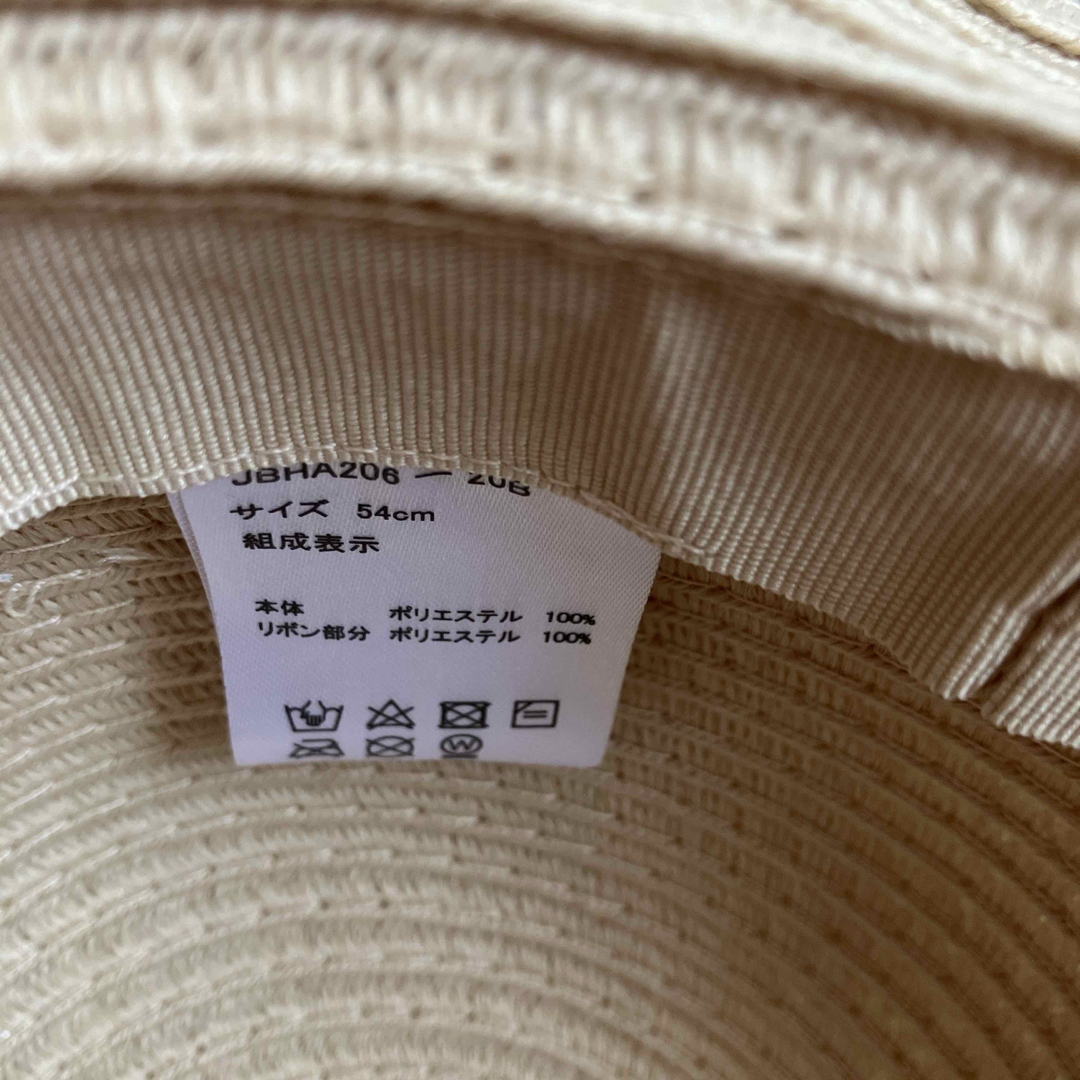 JBHA206 ー 20B
サイズ 54cm
組成表示
本体 ポリエステル 100%
リボン部分 ポリエステル 100%
W